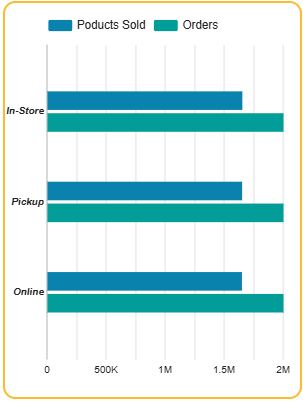 Poducts Sold Orders
In-Store
Pickup
Online
0 500K 1M 1.5M 2M